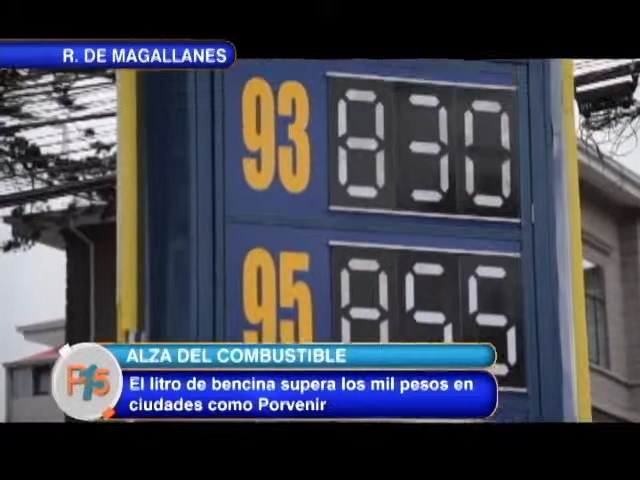 R. DE MAGALLANES
93 830
95 855
ALZA DEL COMBUSTIBLE
El litro de bencina supera los mil pesos en
ciudades como Porvenir